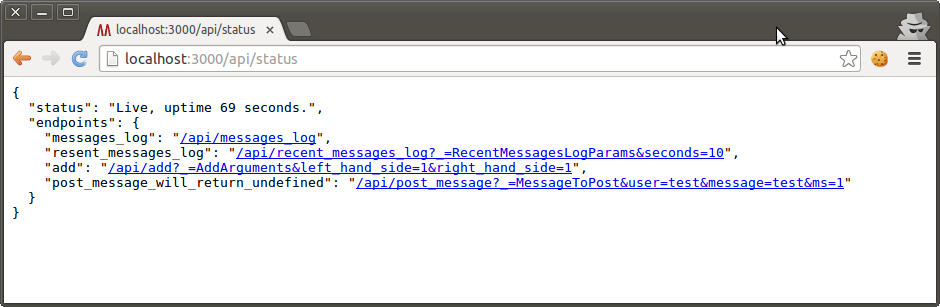 localhost:3000/api/status
localhost:3000/api/status
{
  "status": "Live, uptime 69 seconds.",
  "endpoints": {
    "messages_log": "/api/messages_log",
    "resent_messages_log": "/api/recent_messages_log?_=RecentMessagesLogParams&seconds=10",
    "add": "/api/add?_=AddArguments&left_hand_side=1&right_hand_side=1",
    "post_message_will_return_undefined": "/api/post_message?_=MessageToPost&user=test&message=test&ms=1"
  }
}